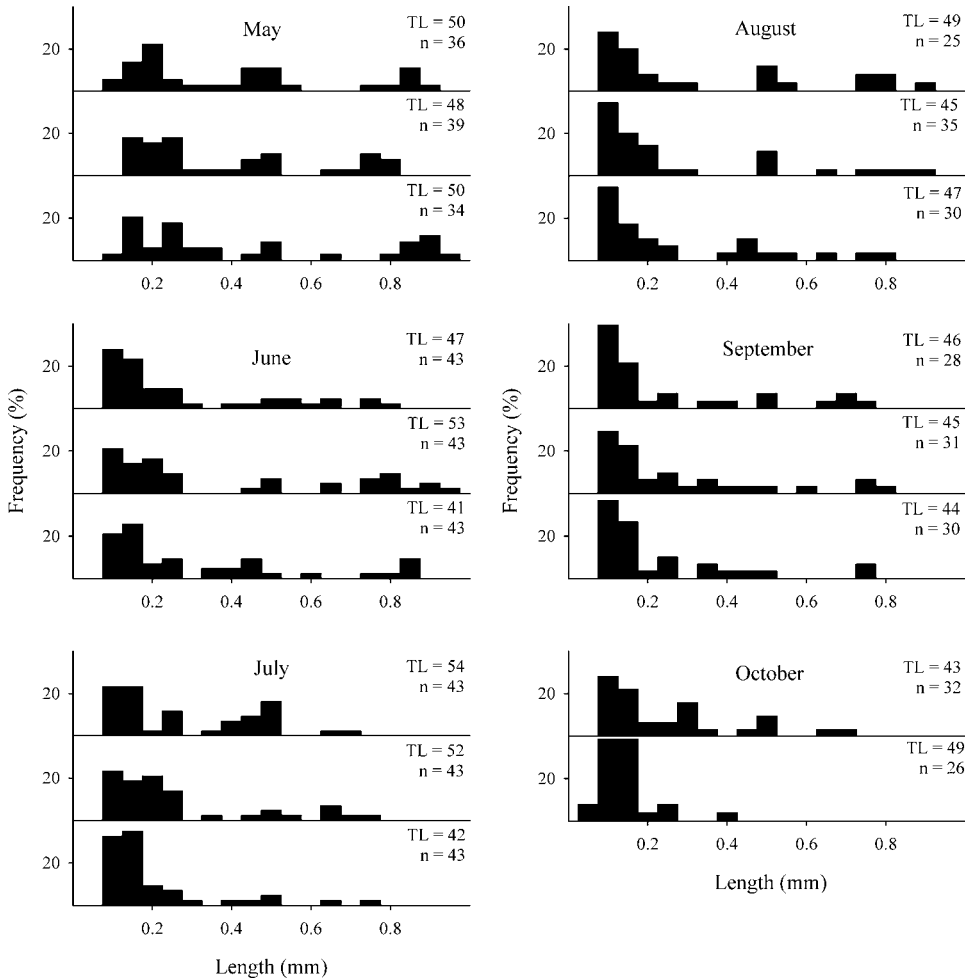 May
TL = 50
n = 36
20
TL = 48
n = 39
20
TL = 50
n = 34
20
0.2 0.4 0.6 0.8
June
TL = 47
n = 43
20
TL = 53
n = 43
20
TL = 41
n = 43
20
0.2 0.4 0.6 0.8
Frequency (%)
July
TL = 54
n = 43
20
TL = 52
n = 43
20
TL = 42
n = 43
20
0.2 0.4 0.6 0.8
Length (mm)
August
TL = 49
n = 25
20
TL = 45
n = 35
20
TL = 47
n = 30
20
0.2 0.4 0.6 0.8
September
TL = 46
n = 28
20
TL = 45
n = 31
20
TL = 44
n = 30
20
0.2 0.4 0.6 0.8
Frequency (%)
October
TL = 43
n = 32
20
TL = 49
n = 26
20
0.2 0.4 0.6 0.8
Length (mm)